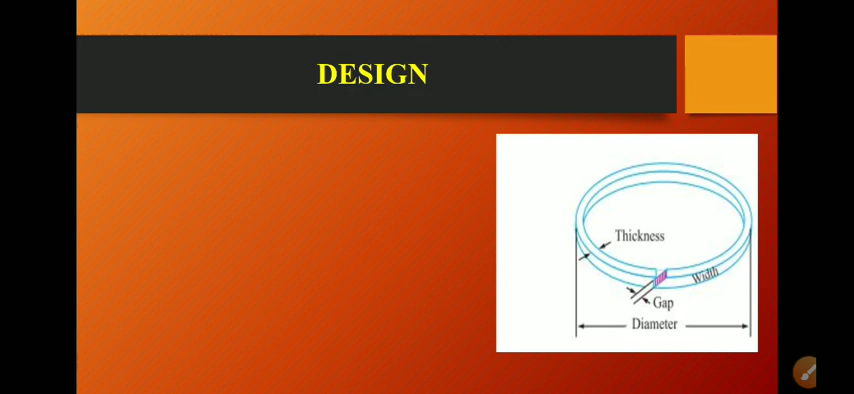 DESIGN
Thickness
Width
Gap
Diameter